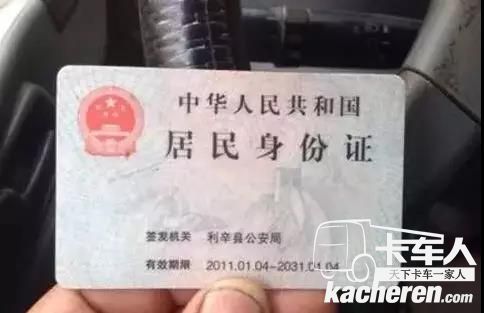 中华人民共和国
居民身份证
签发机关 利辛县公安局
有效期限 2011.01.04-2031.01.04
卡车人
天下卡车一家人
kacheren.com